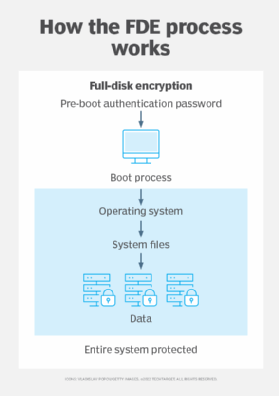 How the FDE process
works
Full-disk encryption
Pre-boot authentication password
Boot process
Operating system
System files
Data
Entire system protected